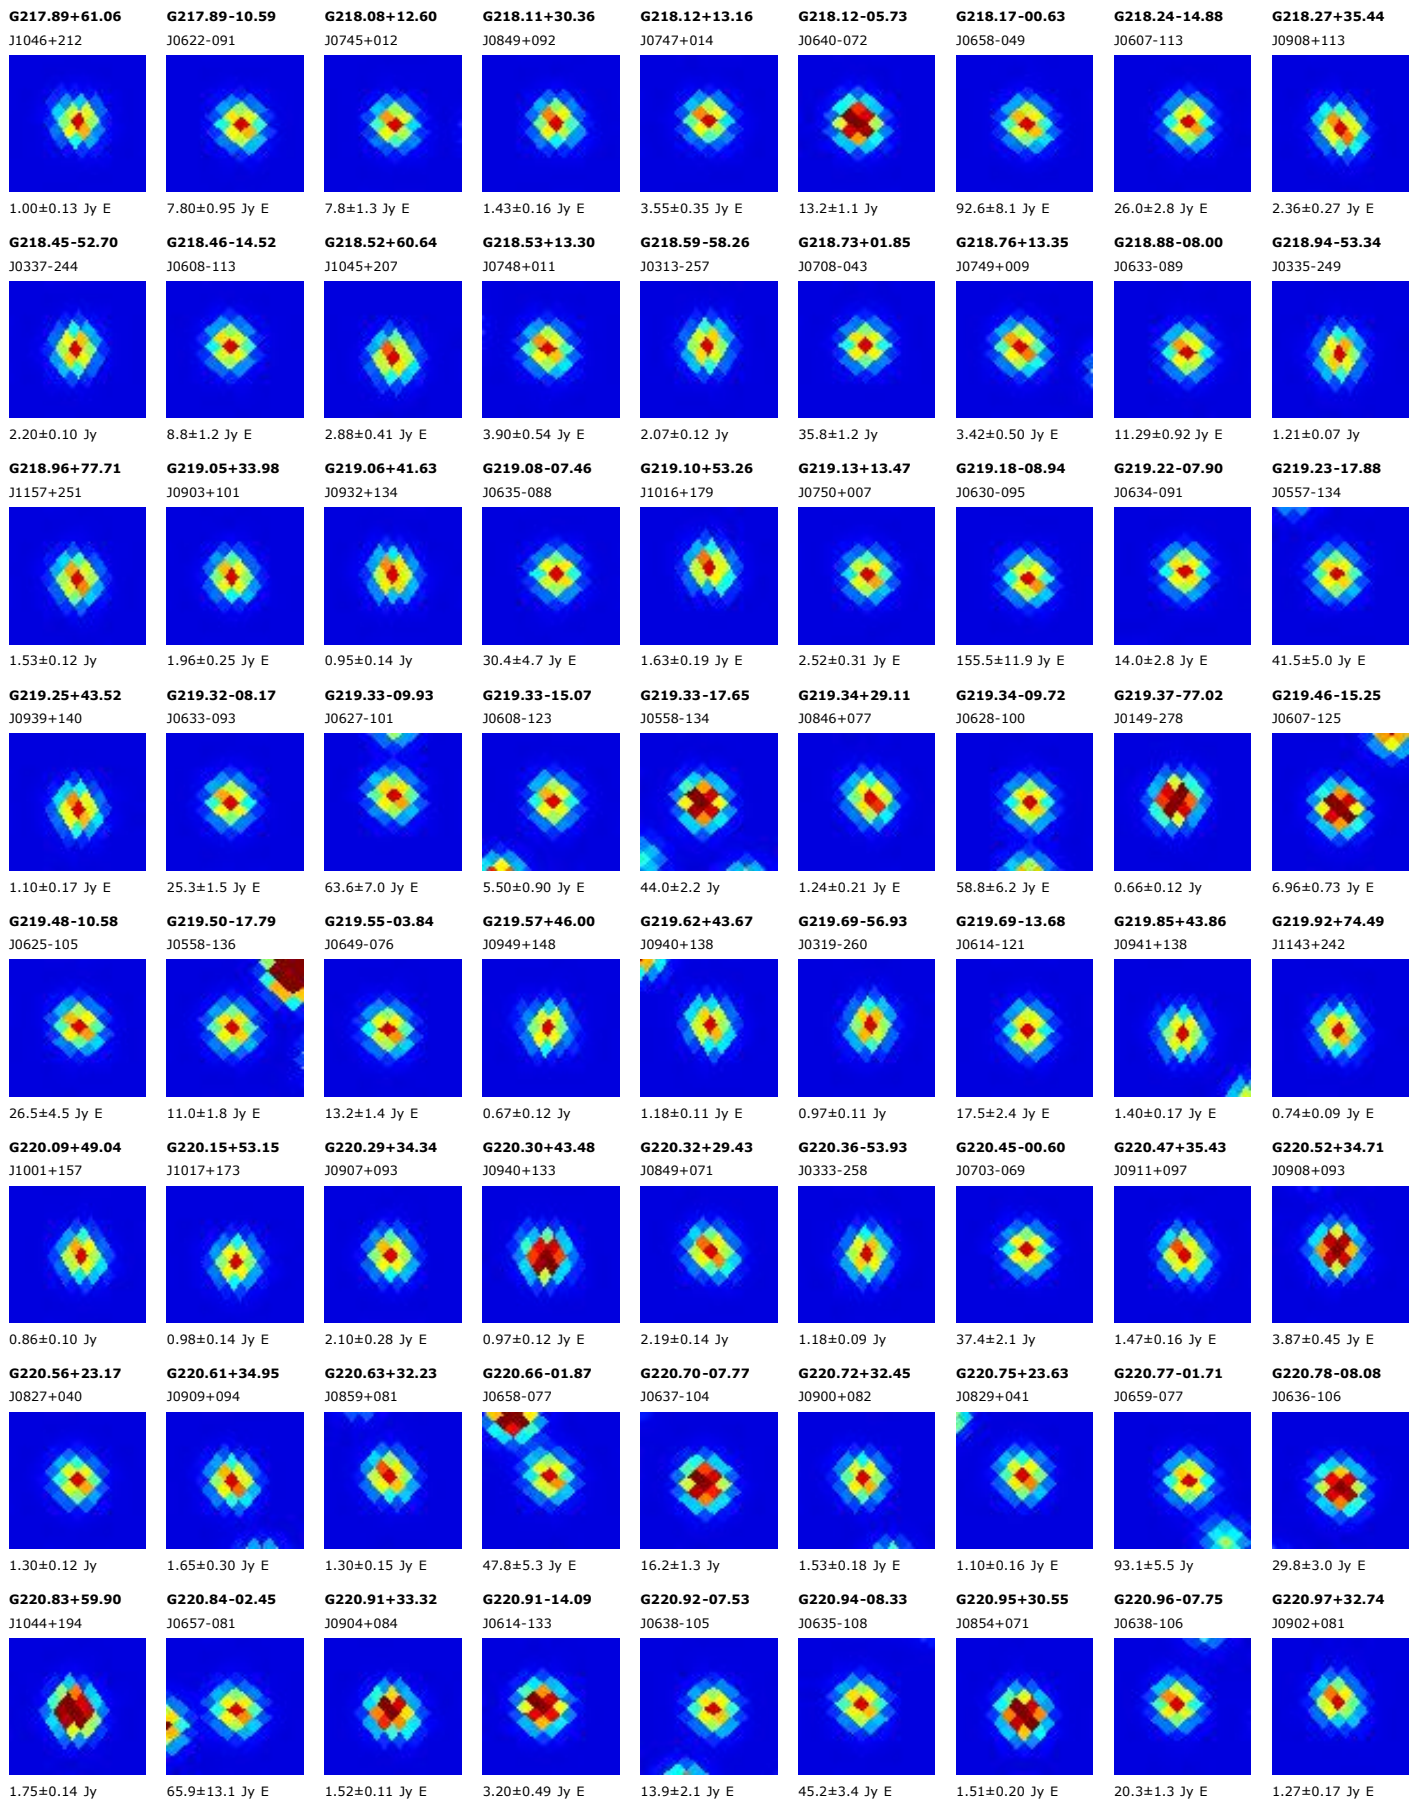 G217.89+61.06 G217.89-10.59 G218.08+12.60 G218.11+30.36 G218.12+13.16 G218.12-05.73 G218.17-00.63 G218.24-14.88 G218.27+35.44
J1046+212 J0622-091 J0745+012 J0849+092 J0747+014 J0640-072 J0658-049 J0607-113 J0908+113
1.00±0.13 Jy E 7.80±0.95 Jy E 7.8±1.3 Jy E 1.43±0.16 Jy E 3.55±0.35 Jy E 13.2±1.1 Jy 92.6±8.1 Jy E 26.0±2.8 Jy E 2.36±0.27 Jy E
G218.45-52.70 G218.46-14.52 G218.52+60.64 G218.53+13.30 G218.59-58.26 G218.73+01.85 G218.76+13.35 G218.88-08.00 G218.94-53.34
J0337-244 J0608-113 J1045+207 J0748+011 J0313-257 J0708-043 J0749+009 J0633-089 J0335-249
2.20±0.10 Jy 8.8±1.2 Jy E 2.88±0.41 Jy E 3.90±0.54 Jy E 2.07±0.12 Jy 35.8±1.2 Jy 3.42±0.50 Jy E 11.29±0.92 Jy E 1.21±0.07 Jy
G218.96+77.71 G219.05+33.98 G219.06+41.63 G219.08-07.46 G219.10+53.26 G219.13+13.47 G219.18-08.94 G219.22-07.90 G219.23-17.88
J1157+251 J0903+101 J0932+134 J0635-088 J1016+179 J0750+007 J0630-095 J0634-091 J0557-134
1.53±0.12 Jy 1.96±0.25 Jy E 0.95±0.14 Jy 30.4±4.7 Jy E 1.63±0.19 Jy E 2.52±0.31 Jy E 155.5±11.9 Jy E 14.0±2.8 Jy E 41.5±5.0 Jy E
G219.25+43.52 G219.32-08.17 G219.33-09.93 G219.33-15.07 G219.33-17.65 G219.34+29.11 G219.34-09.72 G219.37-77.02 G219.46-15.25
J0939+140 J0633-093 J0627-101 J0608-123 J0558-134 J0846+077 J0628-100 J0149-278 J0607-125
1.10±0.17 Jy E 25.3±1.5 Jy E 63.6±7.0 Jy E 5.50±0.90 Jy E 44.0±2.2 Jy 1.24±0.21 Jy E 58.8±6.2 Jy E 0.66±0.12 Jy 6.96±0.73 Jy E
G219.48-10.58 G219.50-17.79 G219.55-03.84 G219.57+46.00 G219.62+43.67 G219.69-56.93 G219.69-13.68 G219.85+43.86 G219.92+74.49
J0625-105 J0558-136 J0649-076 J0949+148 J0940+138 J0319-260 J0614-121 J0941+138 J1143+242
26.5±4.5 Jy E 11.0±1.8 Jy E 13.2±1.4 Jy E 0.67±0.12 Jy 1.18±0.11 Jy E 0.97±0.11 Jy 17.5±2.4 Jy E 1.40±0.17 Jy E 0.74±0.09 Jy E
G220.09+49.04 G220.15+53.15 G220.29+34.34 G220.30+43.48 G220.32+29.43 G220.36-53.93 G220.45-00.60 G220.47+35.43 G220.52+34.71
J1001+157 J1017+173 J0907+093 J0940+133 J0849+071 J0333-258 J0703-069 J0911+097 J0908+093
0.86±0.10 Jy 0.98±0.14 Jy E 2.10±0.28 Jy E 0.97±0.12 Jy E 2.19±0.14 Jy 1.18±0.09 Jy 37.4±2.1 Jy 1.47±0.16 Jy E 3.87±0.45 Jy E
G220.56+23.17 G220.61+34.95 G220.63+32.23 G220.66-01.87 G220.70-07.77 G220.72+32.45 G220.75+23.63 G220.77-01.71 G220.78-08.08
J0827+040 J0909+094 J0859+081 J0658-077 J0637-104 J0900+082 J0829+041 J0659-077 J0636-106
1.30±0.12 Jy 1.65±0.30 Jy E 1.30±0.15 Jy E 47.8±5.3 Jy E 16.2±1.3 Jy 1.53±0.18 Jy E 1.10±0.16 Jy E 93.1±5.5 Jy 29.8±3.0 Jy E
G220.83+59.90 G220.84-02.45 G220.91+33.32 G220.91-14.09 G220.92-07.53 G220.94-08.33 G220.95+30.55 G220.96-07.75 G220.97+32.74
J1044+194 J0657-081 J0904+084 J0614-133 J0638-105 J0635-108 J0854+071 J0638-106 J0902+081
1.75±0.14 Jy 65.9±13.1 Jy E 1.52±0.11 Jy E 3.20±0.49 Jy E 13.9±2.1 Jy E 45.2±3.4 Jy E 1.51±0.20 Jy E 20.3±1.3 Jy E 1.27±0.17 Jy E